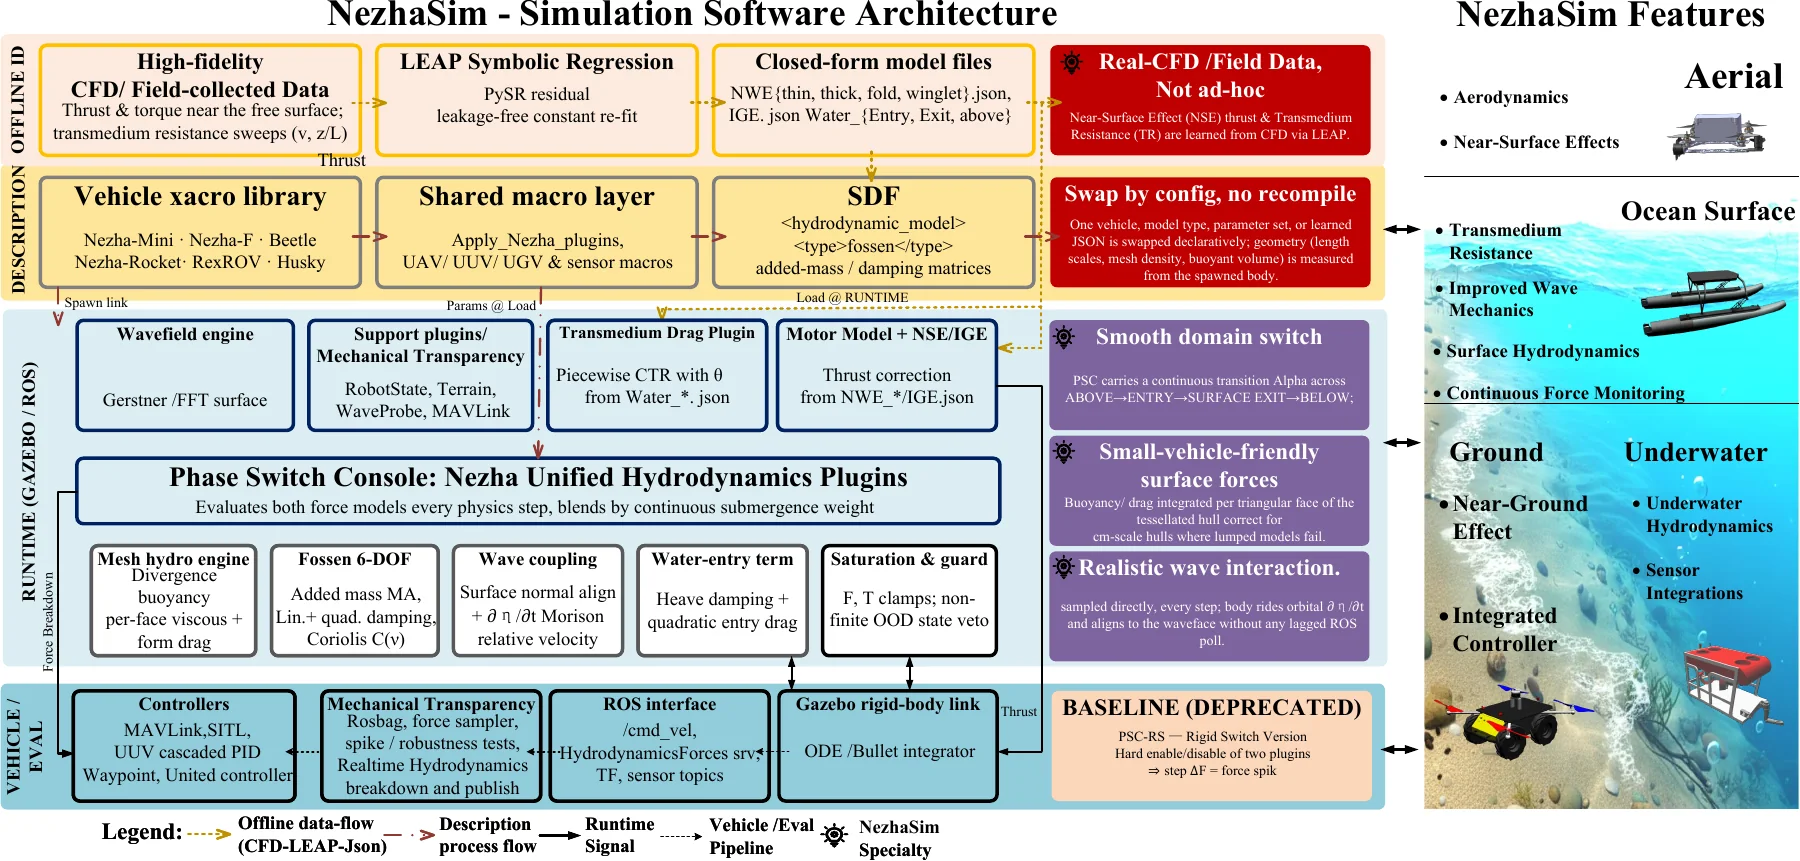 NezhaSim - Simulation Software Architecture
NezhaSim Features
OFFLINE ID
High-fidelity
CFD/ Field-collected Data
Thrust & torque near the free surface;
transmedium resistance sweeps (v, z/L)
Thrust
LEAP Symbolic Regression
PySR residual
leakage-free constant re-fit
Closed-form model files
NWE{thin, thick, fold, winglet}.json,
IGE. json Water_{Entry, Exit, above}
Real-CFD /Field Data,
Not ad-hoc
Near-Surface Effect (NSE) thrust & Transmedium
Resistance (TR) are learned from CFD via LEAP.
DESCRIPTION
Vehicle xacro library
Nezha-Mini · Nezha-F · Beetle
Nezha-Rocket· RexROV · Husky
Shared macro layer
Apply_Nezha_plugins,
UAV/ UUV/ UGV & sensor macros
SDF
<hydrodynamic_model>
<type>fossen</type>
added-mass / damping matrices
Swap by config, no recompile
One vehicle, model type, parameter set, or learned
JSON is swapped declaratively; geometry (length
scales, mesh density, buoyant volume) is measured
from the spawned body.
Spawn link
Params @ Load
Load @ RUNTIME
RUNTIME (GAZEBO / ROS)
Wavefield engine
Gerstner /FFT surface
Support plugins/
Mechanical Transparency
RobotState, Terrain,
WaveProbe, MAVLink
Transmedium Drag Plugin
Piecewise CTR with θ
from Water_*. json
Motor Model + NSE/IGE
Thrust correction
from NWE_*/IGE.json
Smooth domain switch
PSC carries a continuous transition Alpha across
ABOVE→ENTRY→SURFACE EXIT→BELOW;
Phase Switch Console: Nezha Unified Hydrodynamics Plugins
Evaluates both force models every physics step, blends by continuous submergence weight
Small-vehicle-friendly
surface forces
Buoyancy/ drag integrated per triangular face of the
tessellated hull correct for
cm-scale hulls where lumped models fail.
Force Breakdown
Mesh hydro engine
Divergence
buoyancy
per-face viscous +
form drag
Fossen 6-DOF
Added mass MA,
Lin.+ quad. damping,
Coriolis C(ν)
Wave coupling
Surface normal align
+ ∂ η /∂t Morison
relative velocity
Water-entry term
Heave damping +
quadratic entry drag
Saturation & guard
F, T clamps; non-
finite OOD state veto
Realistic wave interaction.
sampled directly, every step; body rides orbital ∂ η /∂t
and aligns to the waveface without any lagged ROS
poll.
VEHICLE /
EVAL
Controllers
MAVLink,SITL,
UUV cascaded PID
Waypoint, United controller
Mechanical Transparency
Rosbag, force sampler,
spike / robustness tests,
Realtime Hydrodynamics
breakdown and publish
ROS interface
/cmd_vel,
HydrodynamicsForces srv,
TF, sensor topics
Gazebo rigid-body link
ODE /Bullet integrator
Thrust
BASELINE (DEPRECATED)
PSC-RS — Rigid Switch Version
Hard enable/disable of two plugins
⇒ step ΔF = force spik
Legend:
Offline data-flow
(CFD-LEAP-Json)
Description
process flow
Runtime
Signal
Vehicle /Eval
Pipeline
NezhaSim
Specialty
Aerial
• Aerodynamics
• Near-Surface Effects
Ocean Surface
• Transmedium
Resistance
• Improved Wave
Mechanics
• Surface Hydrodynamics
• Continuous Force Monitoring
Ground
• Near-Ground
Effect
• Integrated
Controller
Underwater
• Underwater
Hydrodynamics
• Sensor
Integrations